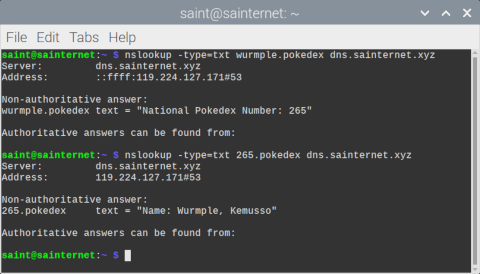 saint@sainternet: ~
File Edit Tabs Help
saint@sainternet:~ $ nslookup -type=txt wurmple.pokedex dns.sainternet.xyz
Server: dns.sainternet.xyz
Address: ::ffff:119.224.127.171#53
Non-authoritative answer:
wurmple.pokedex text = "National Pokedex Number: 265"
Authoritative answers can be found from:
saint@sainternet:~ $ nslookup -type=txt 265.pokedex dns.sainternet.xyz
Server: dns.sainternet.xyz
Address: 119.224.127.171#53
Non-authoritative answer:
265.pokedex text = "Name: Wurmple, Kemusso"
Authoritative answers can be found from:
saint@sainternet:~ $